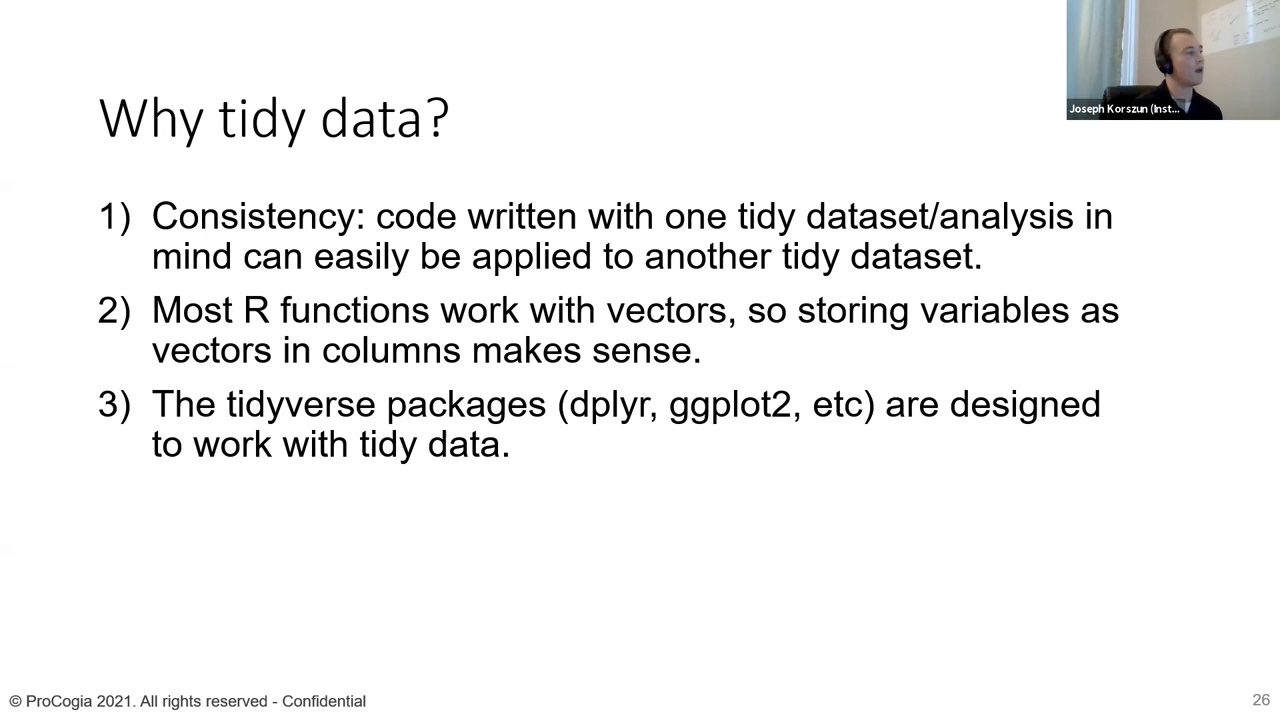 Joseph Korszun (Inst...
Why tidy data?
1) Consistency: code written with one tidy dataset/analysis in
mind can easily be applied to another tidy dataset.
2) Most R functions work with vectors, so storing variables as
vectors in columns makes sense.
3) The tidyverse packages (dplyr, ggplot2, etc) are designed
to work with tidy data.
© ProCogia 2021. All rights reserved - Confidential
26